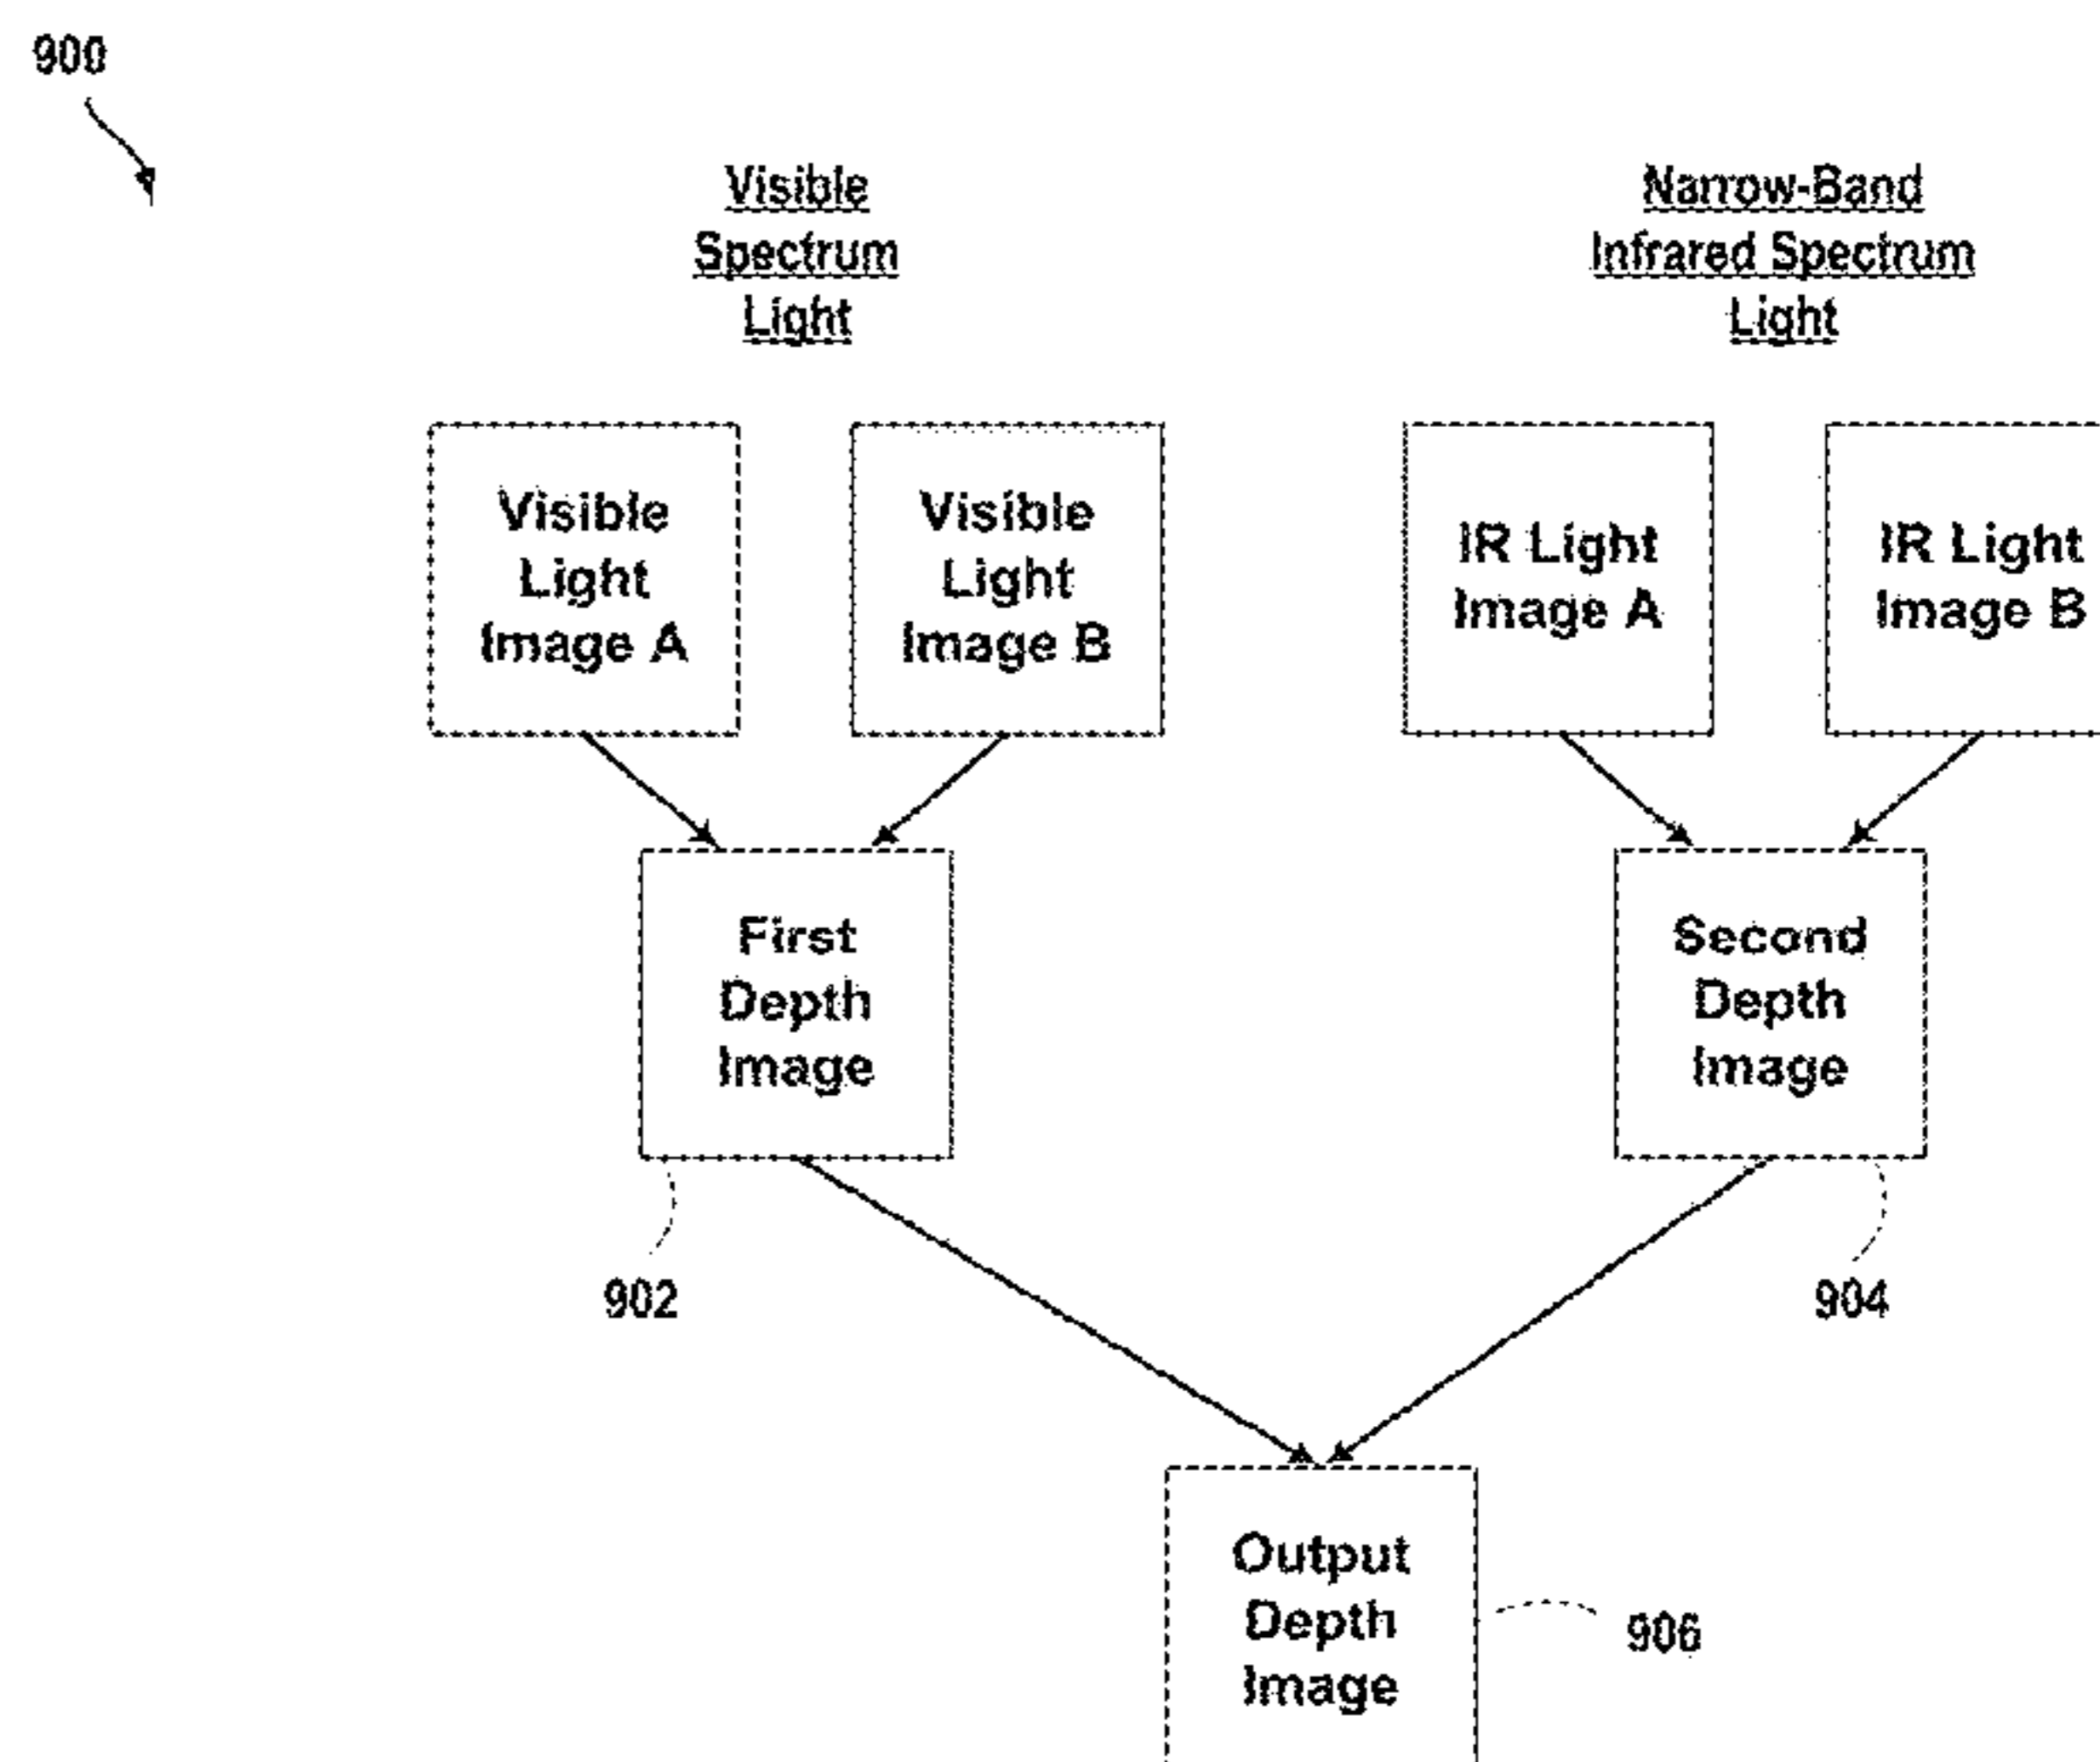 900
Visible
Spectrum
Light
Narrow-Band
Infrared Spectrum
Light
Visible
Light
Image A
Visible
Light
Image B
IR Light
Image A
IR Light
Image B
First
Depth
Image
Second
Depth
Image
902
904
Output
Depth
Image
906